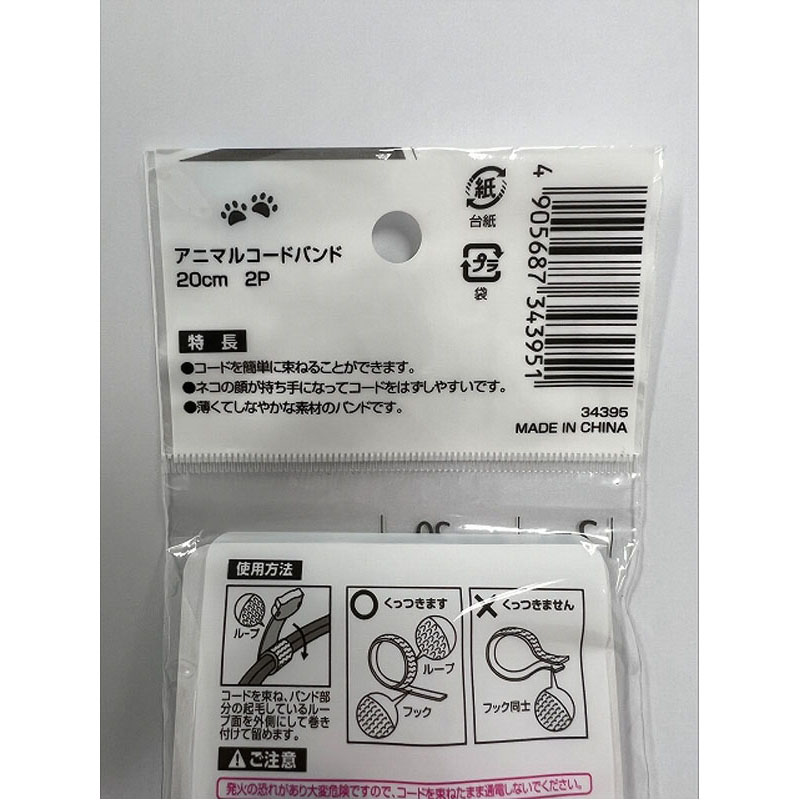 アニマルコードバンド
20cm 2P
紙
台紙
プラ
袋
4 905687 343951
特長
●コードを簡単に束ねることができます。
●ネコの顔が持ち手になってコードをはずしやすいです。
●薄くてしなやかな素材のバンドです。
34395
MADE IN CHINA
使用方法
ループ
コードを束ね、バンド部
分の起毛しているルー
プ面を外側にして巻き
付けて留めます。
くっつきます
ループ
フック
くっつきません
フック同士
ご注意
発火の恐れがあり大変危険ですので、コードを束ねたまま通電しないでください。